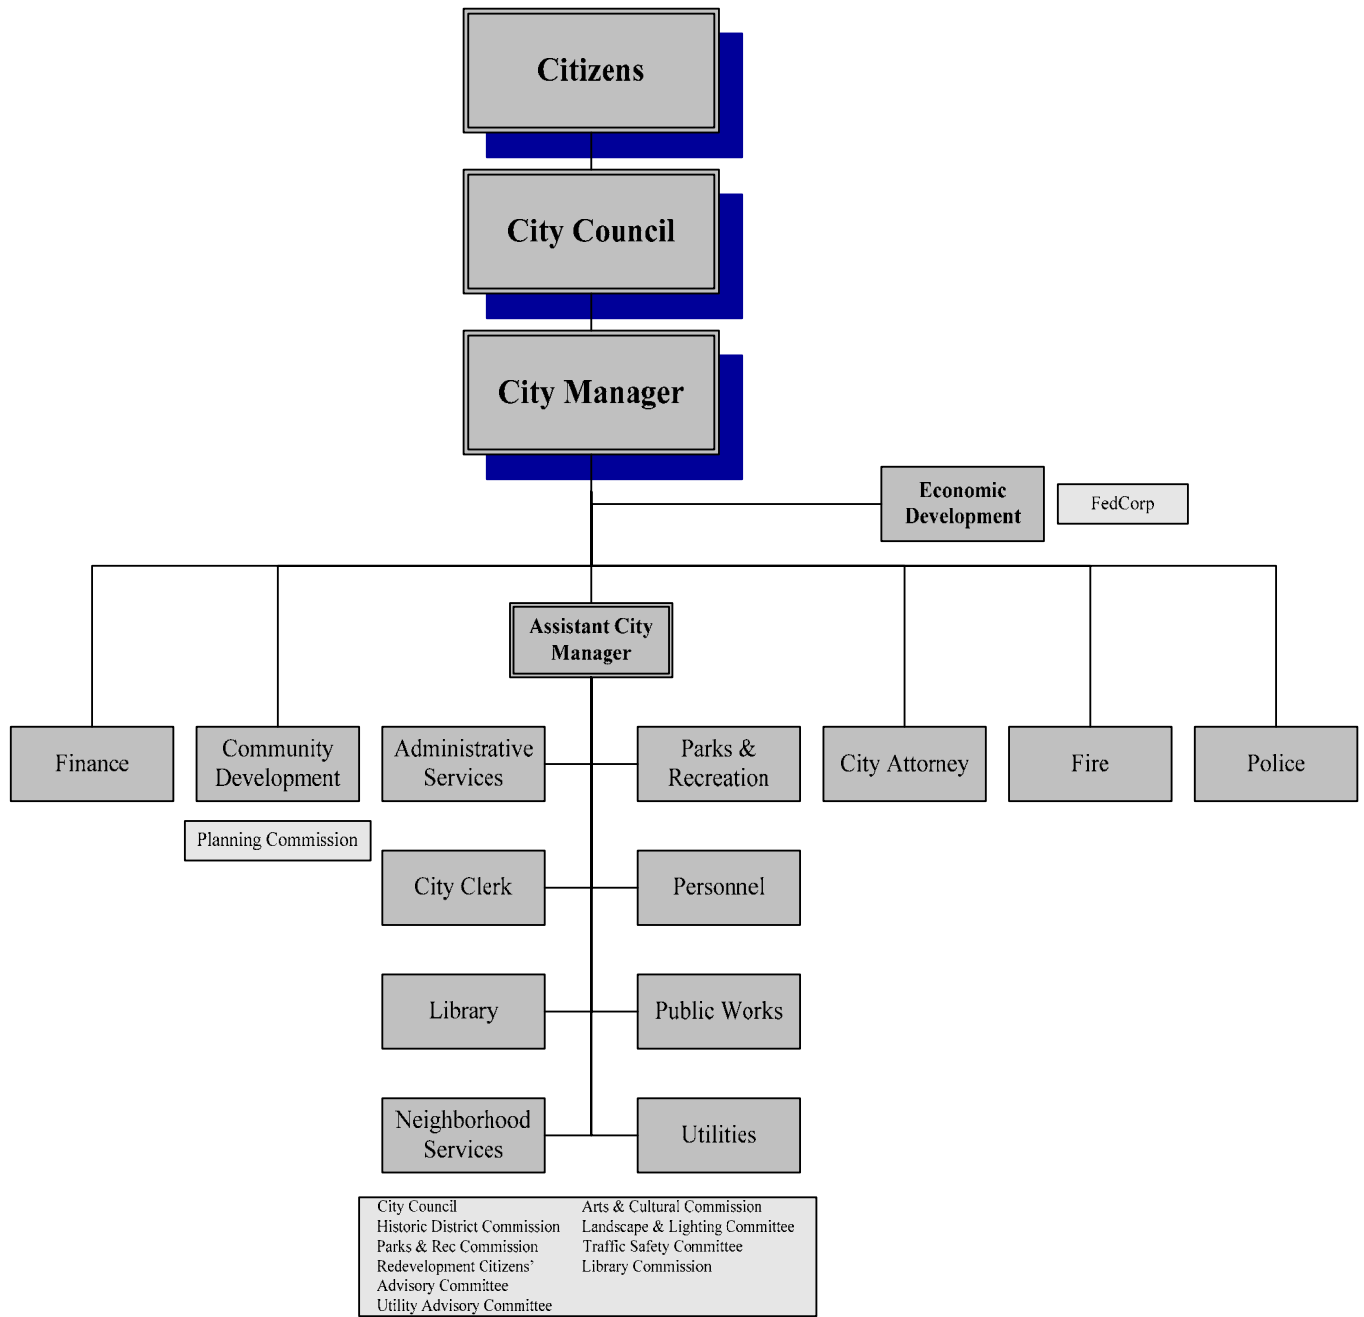 Citizens
City Council
City Manager
Economic
Development
FedCorp
Assistant City
Manager
Finance
Community
Development
Administrative
Services
Parks &
Recreation
City Attorney
Fire
Police
Planning Commission
City Clerk
Personnel
Library
Public Works
Neighborhood
Services
Utilities
City Council
Historic District Commission
Parks & Rec Commission
Redevelopment Citizens’
Advisory Committee
Utility Advisory Committee
Arts & Cultural Commission
Landscape & Lighting Committee
Traffic Safety Committee
Library Commission